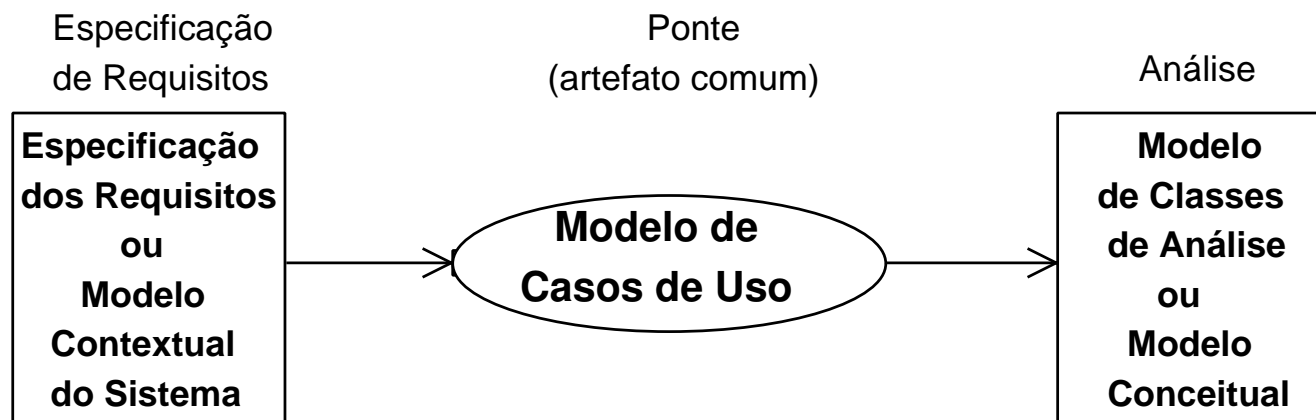 Especificação
de Requisitos
Ponte
(artefato comum)
Análise
Especificação
dos Requisitos
ou
Modelo
Contextual
do Sistema
Modelo de
Casos de Uso
Modelo
de Classes
de Análise
ou
Modelo
Conceitual